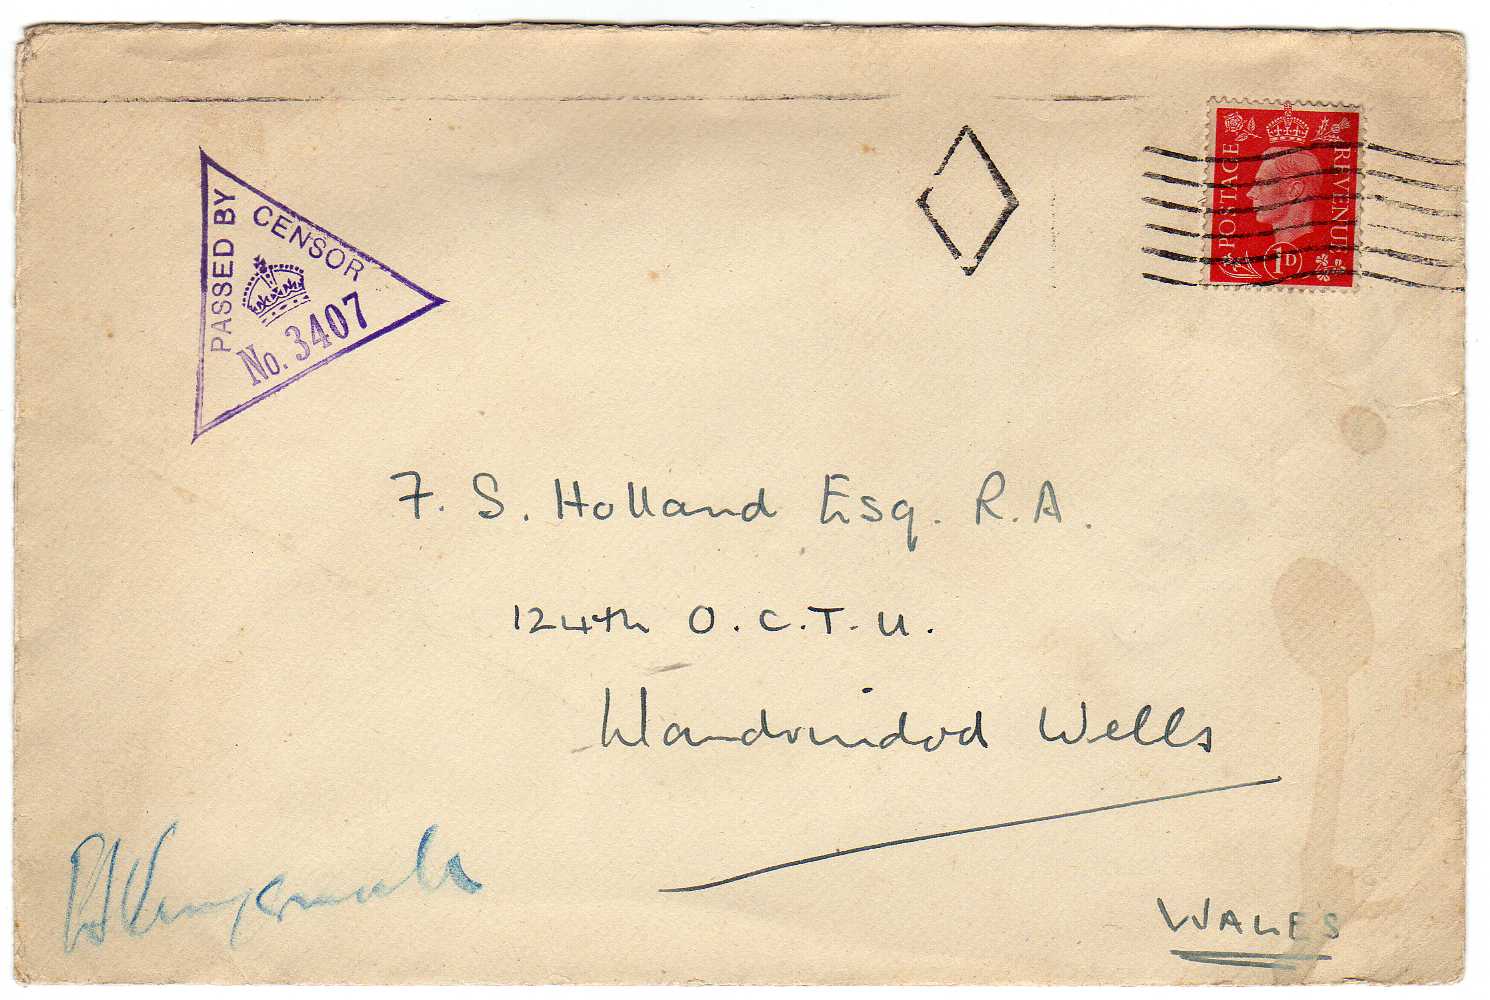 PASSED BY
CENSOR
No. 3407
POSTAGE
REVENUE
1D
F. S. Holland Esq. R.A.
124th O.C.T.U.
Llandrindod Wells
WALES